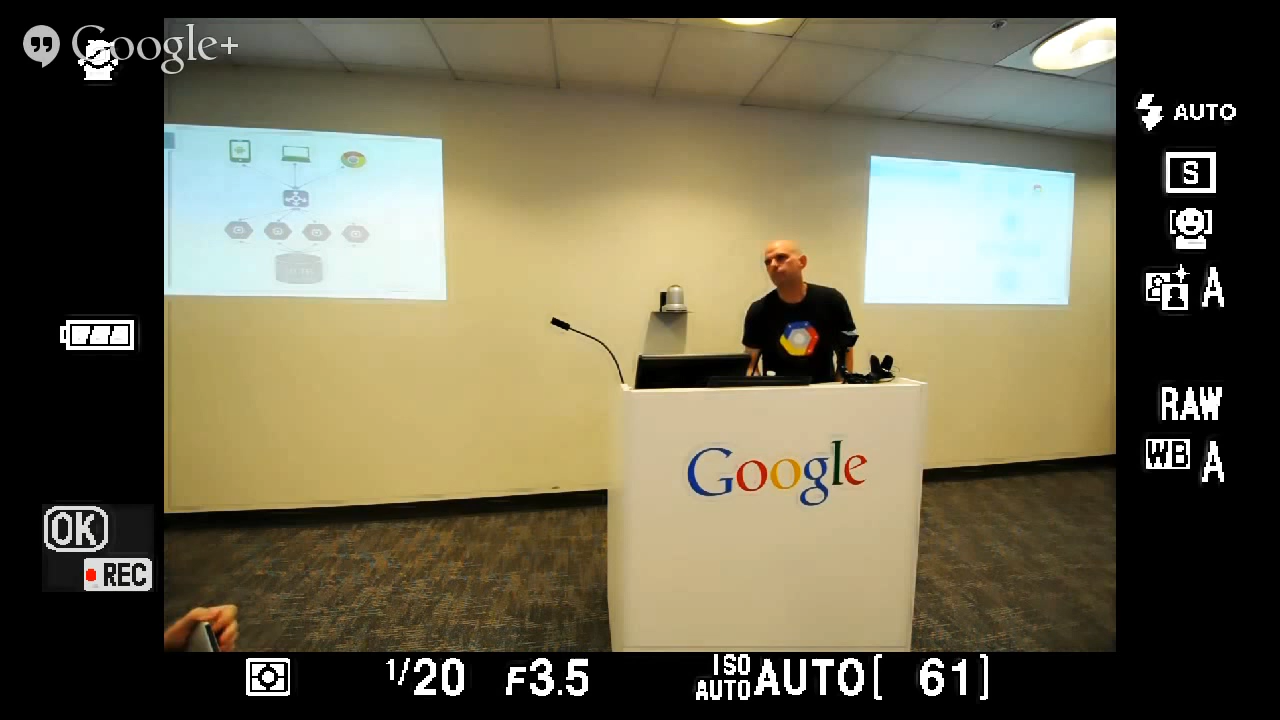 Google+
AUTO
S
A
RAW
WB A
OK
REC
Google
1/20 F3.5 ISO AUTO AUTO [ 61]